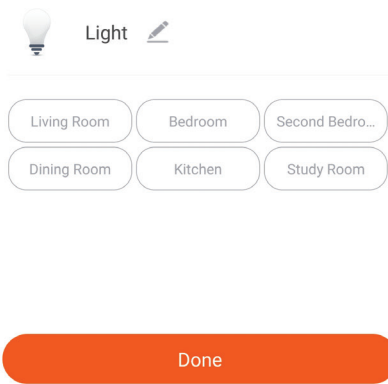 Light
Living Room
Bedroom
Second Bedro...
Dining Room
Kitchen
Study Room
Done